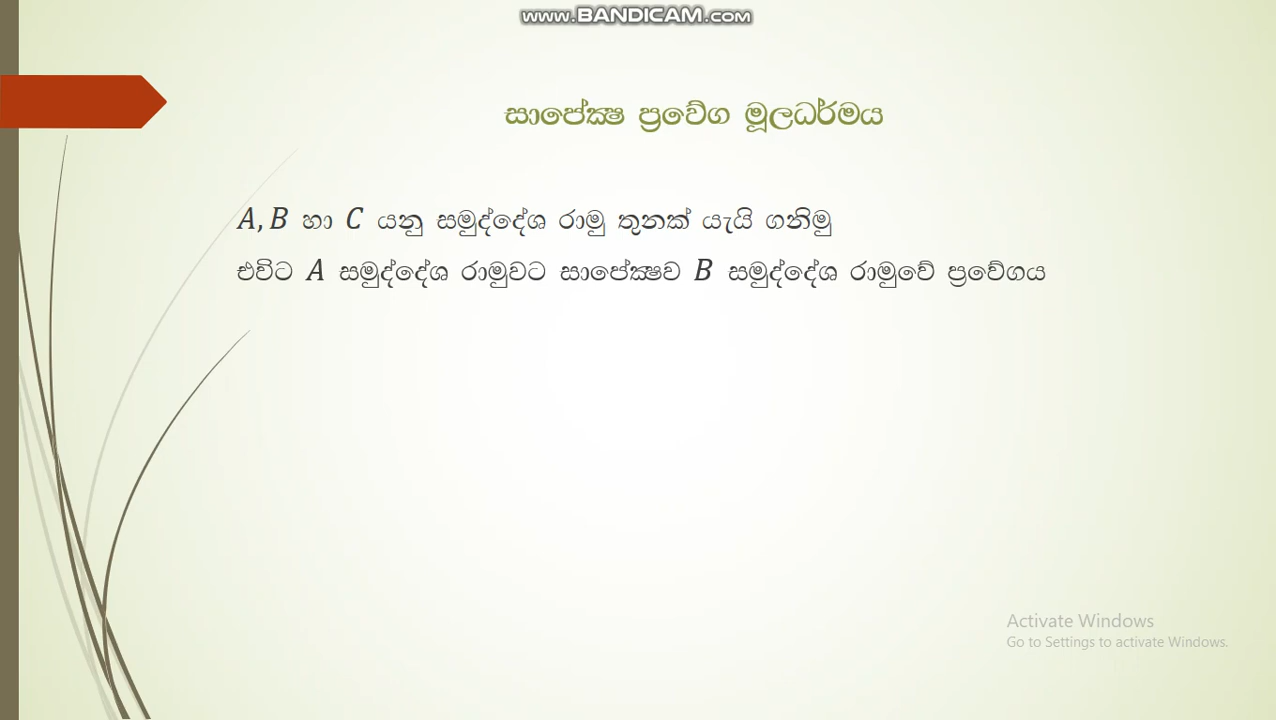 www.BANDICAM.com
සාපේක්‍ෂ ප්‍රවේග මූලධර්මය
A, B හා C යනු සමුද්දේශ රාමු තුනක් යැයි ගනිමු
එවිට A සමුද්දේශ රාමුවට සාපේක්‍ෂව B සමුද්දේශ රාමුවේ ප්‍රවේගය
Activate Windows
Go to Settings to activate Windows.